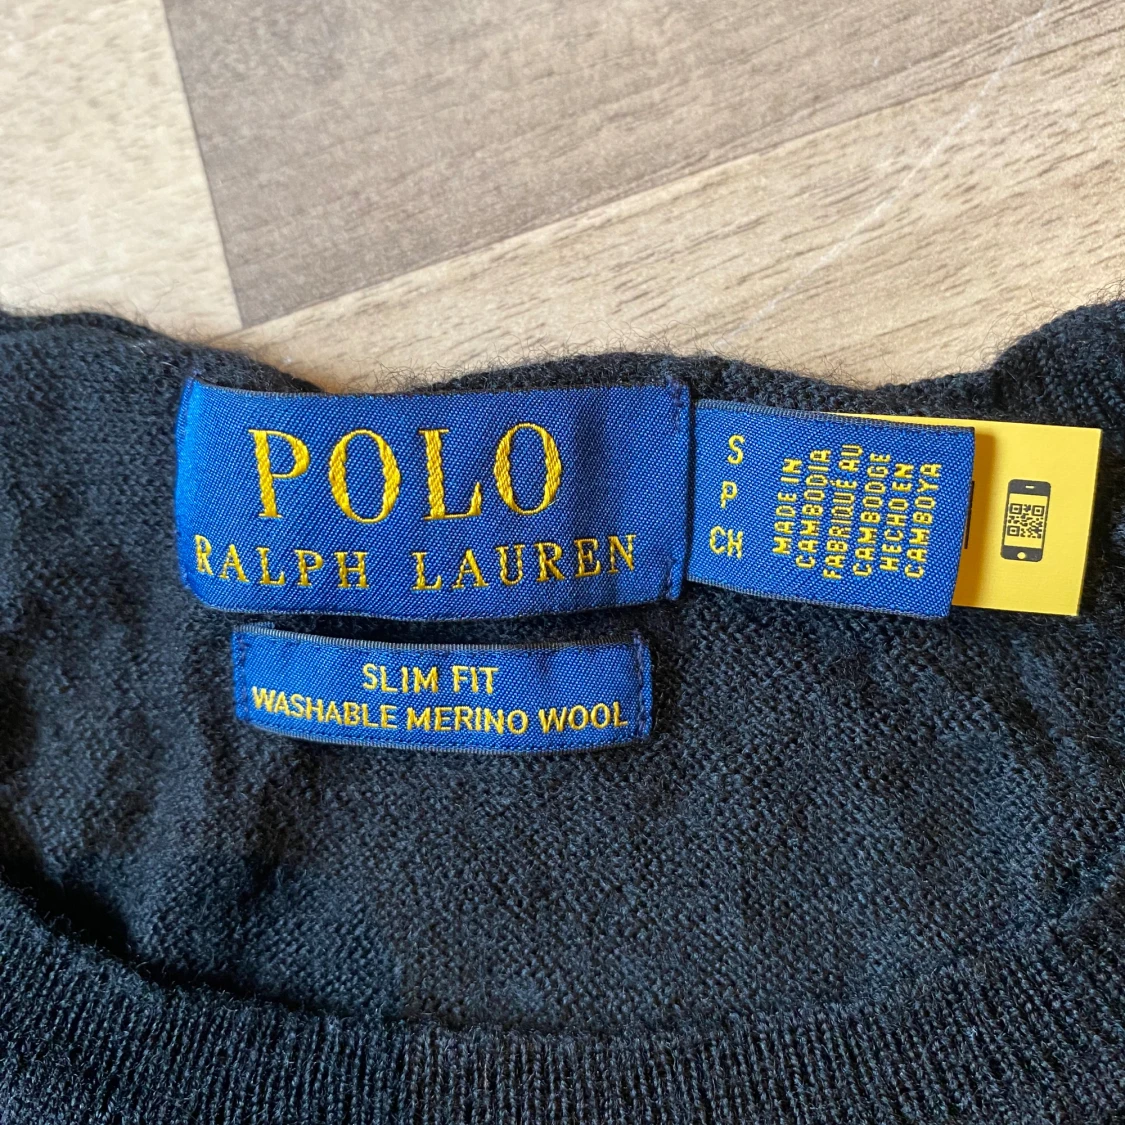 POLO
RALPH LAUREN
S
P
CH
MADE IN
CAMBODIA
FABRIQUÉ AU
CAMBODGE
HECHO EN
CAMBOYA
SLIM FIT
WASHABLE MERINO WOOL